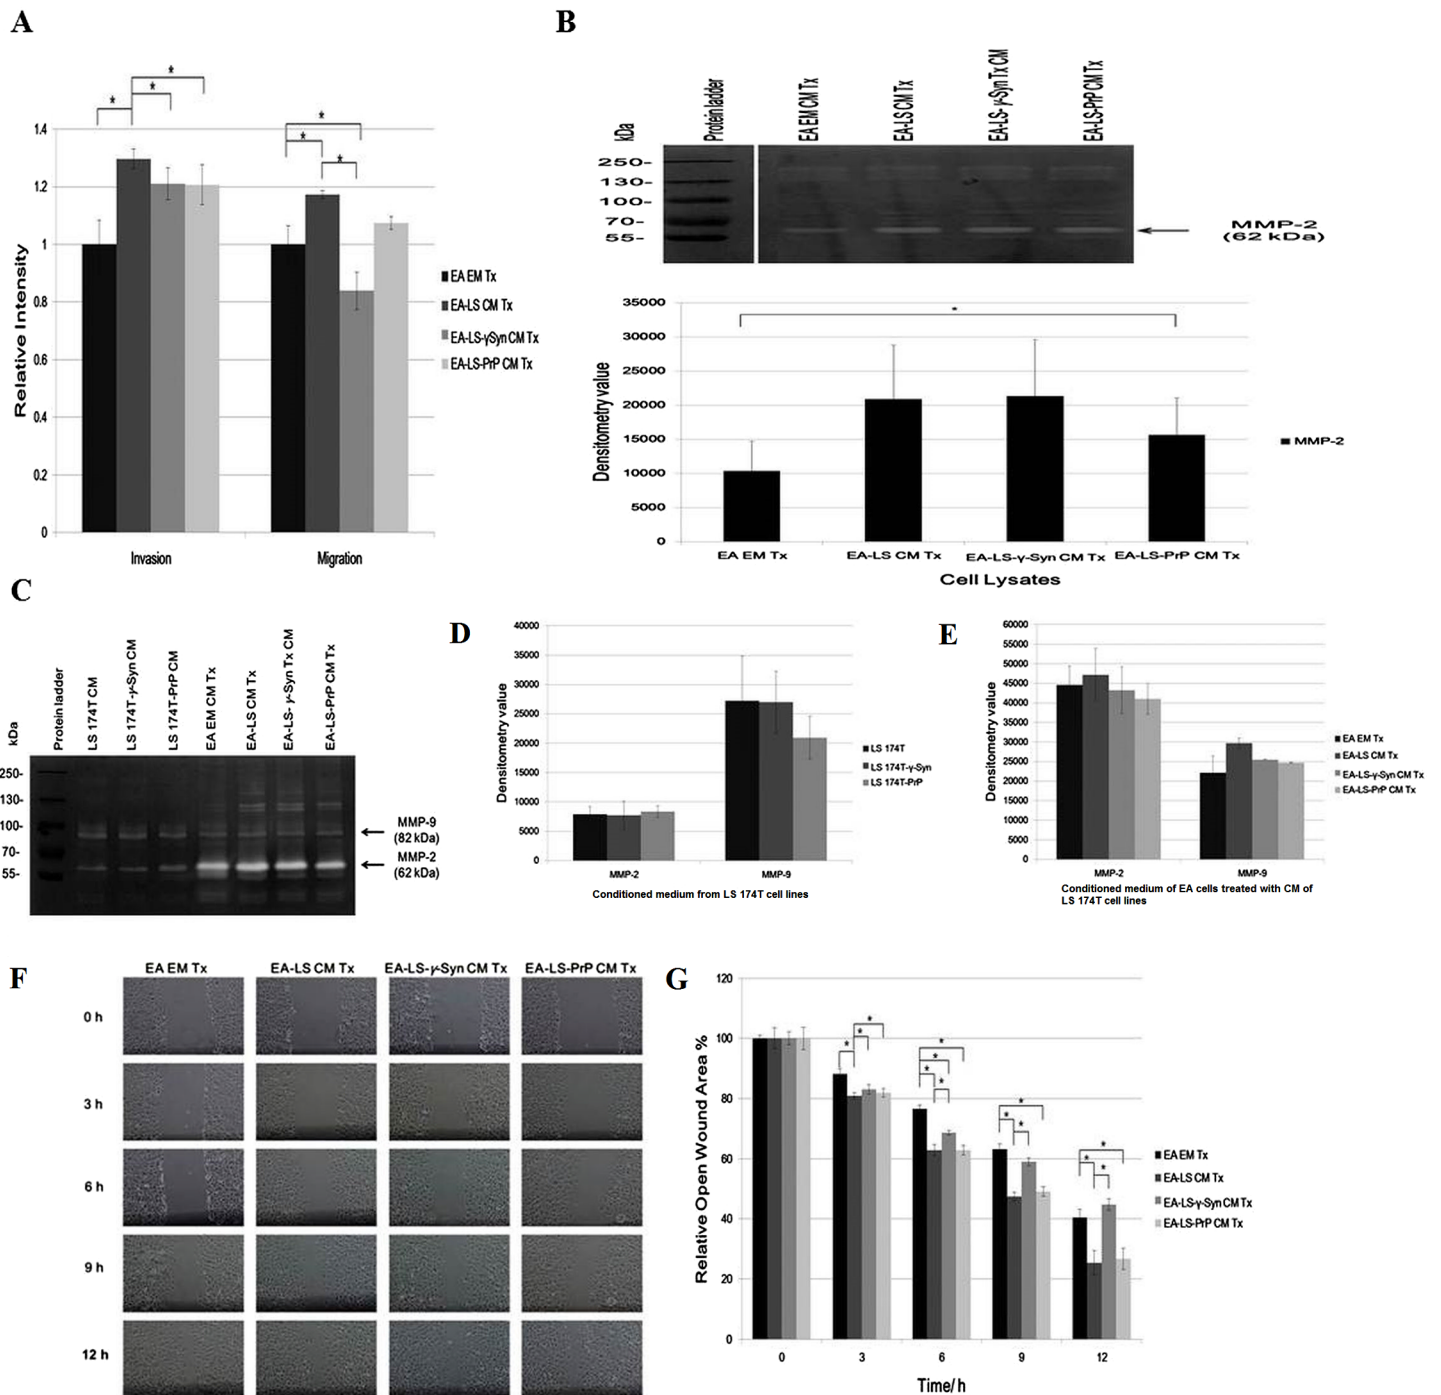 A
*
*
*
*
*
*
1.4
1.2
1
0.8
0.6
0.4
0.2
0
Relative Intensity
Invasion
Migration
EA EM Tx
EA-LS CM Tx
EA-LS-γSyn CM Tx
EA-LS-PrP CM Tx
B
kDa
Protein ladder
EA EM CM Tx
EA-LS CM Tx
EA-LS-γ-Syn Tx CM
EA-LS-PrP CM Tx
250-
130-
100-
70-
55-
MMP-2
(62 kDa)
*
35000
30000
25000
20000
15000
10000
5000
0
Densitometry value
EA EM Tx
EA-LS CM Tx
EA-LS-γ-Syn CM Tx
EA-LS-PrP CM Tx
Cell Lysates
MMP-2
C
kDa
Protein ladder
LS 174T CM
LS 174T-γ-Syn CM
LS 174T-PrP CM
EA EM CM Tx
EA-LS CM Tx
EA-LS-γ-Syn Tx CM
EA-LS-PrP CM Tx
250-
130-
100-
70-
55-
MMP-9
(82 kDa)
MMP-2
(62 kDa)
D
40000
35000
30000
25000
20000
15000
10000
5000
0
Densitometry value
MMP-2
MMP-9
Conditioned medium from LS 174T cell lines
LS 174T
LS 174T-γ-Syn
LS 174T-PrP
E
60000
55000
50000
45000
40000
35000
30000
25000
20000
15000
10000
5000
0
Densitometry value
MMP-2
MMP-9
Conditioned medium of EA cells treated with CM of
LS 174T cell lines
EA EM Tx
EA-LS CM Tx
EA-LS-γ-Syn CM Tx
EA-LS-PrP CM Tx
F
EA EM Tx
EA-LS CM Tx
EA-LS-γ-Syn CM Tx
EA-LS-PrP CM Tx
0 h
3 h
6 h
9 h
12 h
G
120
100
80
60
40
20
0
Relative Open Wound Area %
*
*
*
*
*
*
*
*
*
*
*
*
*
0
3
6
9
12
Time/ h
EA EM Tx
EA-LS CM Tx
EA-LS-γ-Syn CM Tx
EA-LS-PrP CM Tx